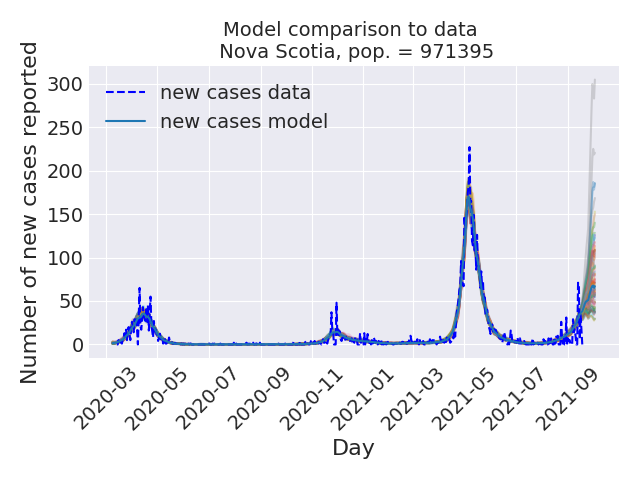 Model comparison to data
Nova Scotia, pop. = 971395
Number of new cases reported
300
250
200
150
100
50
0
new cases data
new cases model
2020-03
2020-05
2020-07
2020-09
2020-11
2021-01
2021-03
2021-05
2021-07
2021-09
Day